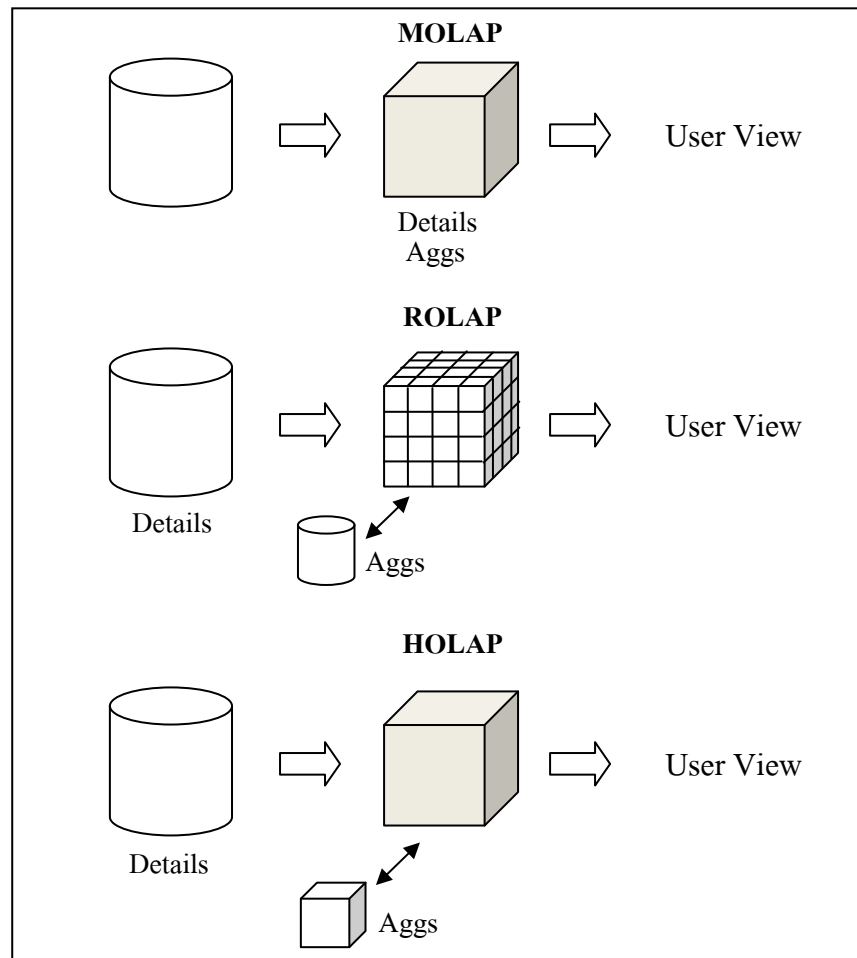 MOLAP
User View
Details
Aggs
ROLAP
User View
Details
Aggs
HOLAP
User View
Details
Aggs